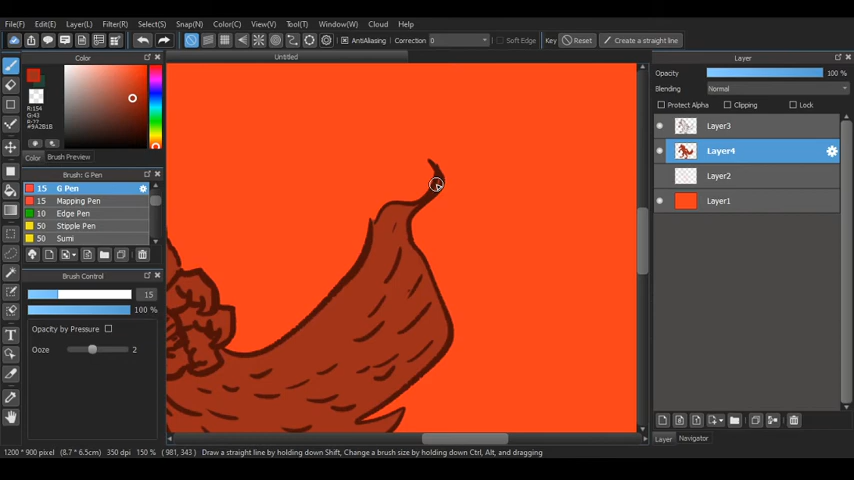 File(F) Edit(E) Layer(L) Filter(R) Select(S) Snap(N) Color(C) View(V) Tool(T) Window(W) Cloud Help
AntiAliasing Correction 0 Soft Edge Key Reset Create a straight line
Color
Untitled
Layer
Opacity 100 %
Blending Normal
Protect Alpha Clipping Lock
R:154
G:43
#9A2B1B
Color Brush Preview
Brush: G Pen
15 G Pen
15 Mapping Pen
10 Edge Pen
50 Stipple Pen
50 Sumi
Brush Control
15
100 %
Opacity by Pressure
Ooze 2
Layer3
Layer4
Layer2
Layer1
Layer Navigator
1200 * 900 pixel (8.7 * 6.5cm) 350 dpi 150 % ( 981, 343 ) Draw a straight line by holding down Shift, Change a brush size by holding down Ctrl, Alt, and dragging